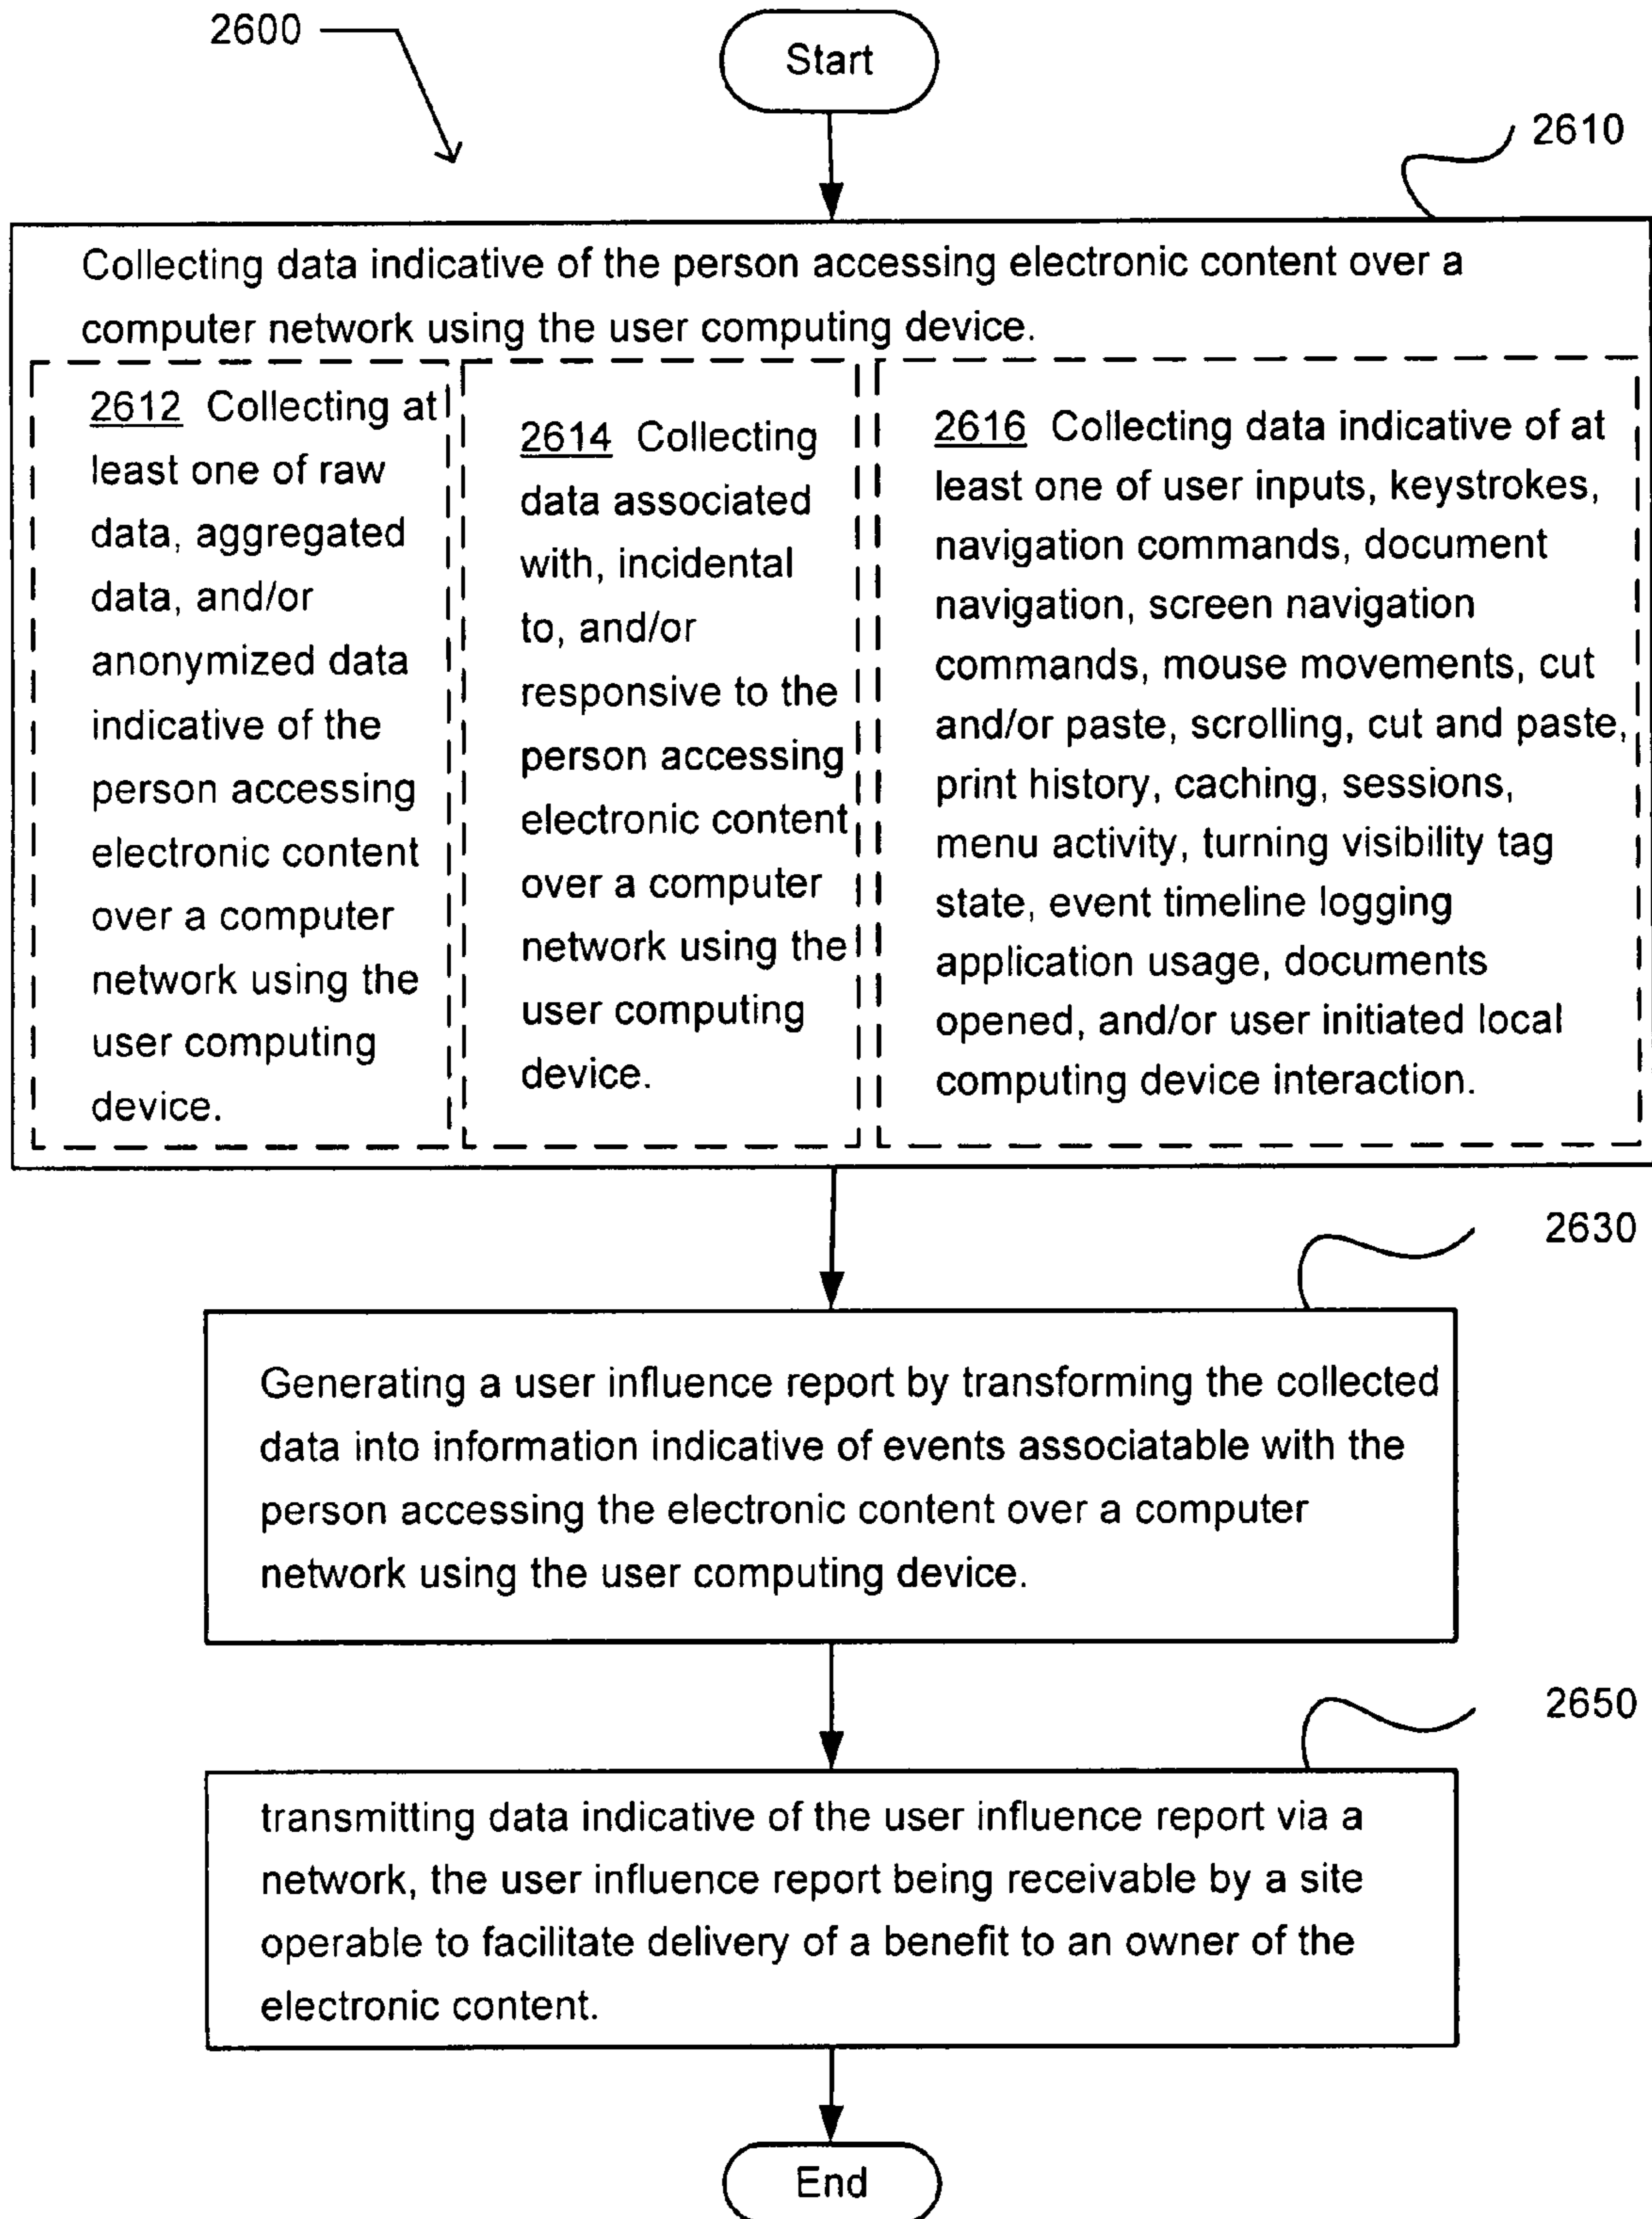 2600
Start
2610
Collecting data indicative of the person accessing electronic content over a
computer network using the user computing device.
2612 Collecting at
least one of raw
data, aggregated
data, and/or
anonymized data
indicative of the
person accessing
electronic content
over a computer
network using the
user computing
device.
2614 Collecting
data associated
with, incidental
to, and/or
responsive to the
person accessing
electronic content
over a computer
network using the
user computing
device.
2616 Collecting data indicative of at
least one of user inputs, keystrokes,
navigation commands, document
navigation, screen navigation
commands, mouse movements, cut
and/or paste, scrolling, cut and paste,
print history, caching, sessions,
menu activity, turning visibility tag
state, event timeline logging
application usage, documents
opened, and/or user initiated local
computing device interaction.
2630
Generating a user influence report by transforming the collected
data into information indicative of events associatable with the
person accessing the electronic content over a computer
network using the user computing device.
2650
transmitting data indicative of the user influence report via a
network, the user influence report being receivable by a site
operable to facilitate delivery of a benefit to an owner of the
electronic content.
End